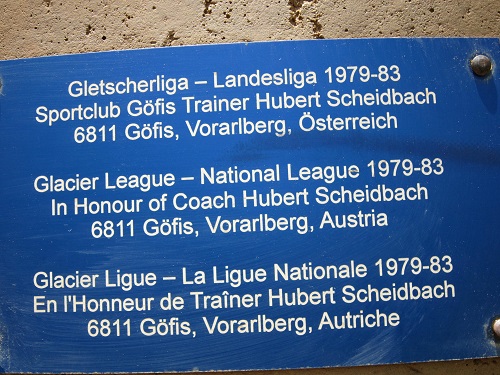 Gletscherliga – Landesliga 1979-83
Sportclub Göfis Trainer Hubert Scheidbach
6811 Göfis, Vorarlberg, Österreich
Glacier League – National League 1979-83
In Honour of Coach Hubert Scheidbach
6811 Göfis, Vorarlberg, Austria
Glacier Ligue – La Ligue Nationale 1979-83
En l'Honneur de Traîner Hubert Scheidbach
6811 Göfis, Vorarlberg, Autriche